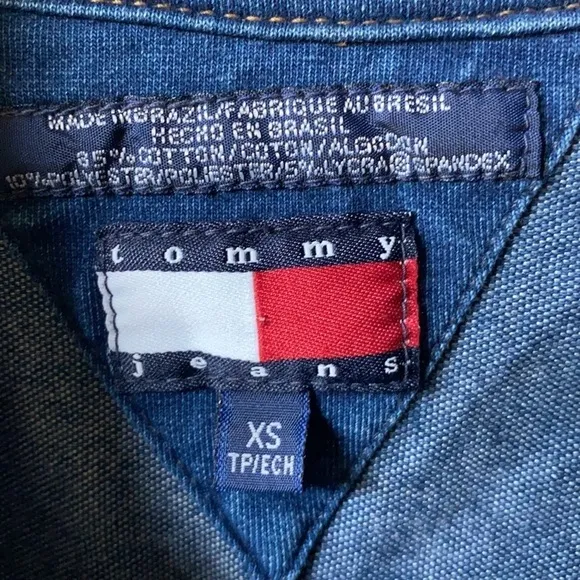 MADE IN BRAZIL/FABRIQUE AU BRESIL
HECHO EN BRASIL
85% COTTON/COTON/ALGODON
10% POLYESTER/POLIESTER/5% LYCRA® SPANDEX
tommy
jeans
XS
TP/ECH